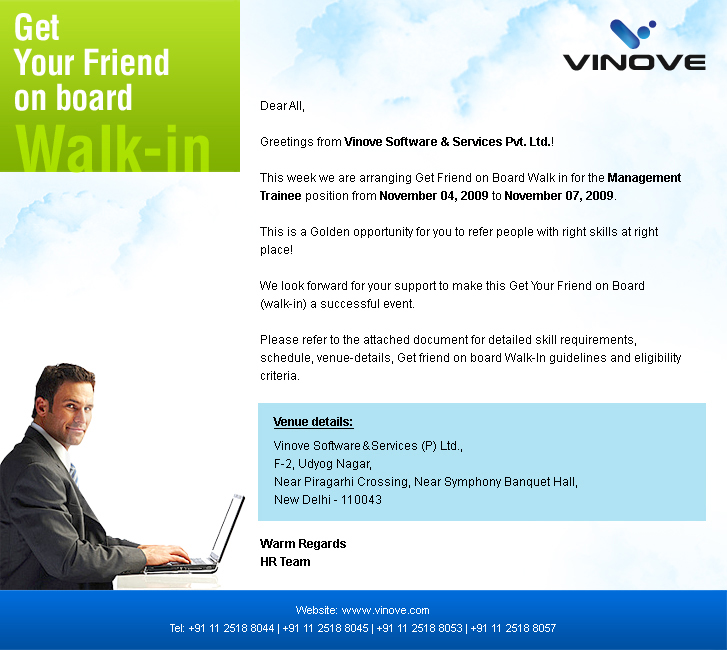 Get
Your Friend
on board
Walk-in
VINOVE
Dear All,
Greetings from Vinove Software & Services Pvt. Ltd.!
This week we are arranging Get Friend on Board Walk in for the Management
Trainee position from November 04, 2009 to November 07, 2009.
This is a Golden opportunity for you to refer people with right skills at right
place!
We look forward for your support to make this Get Your Friend on Board
(walk-in) a successful event.
Please refer to the attached document for detailed skill requirements,
schedule, venue-details, Get friend on board Walk-In guidelines and eligibility
criteria.
Venue details:
Vinove Software & Services (P) Ltd.,
F-2, Udyog Nagar,
Near Piragarhi Crossing, Near Symphony Banquet Hall,
New Delhi - 110043
Warm Regards
HR Team
Website: www.vinove.com
Tel: +91 11 2518 8044 | +91 11 2518 8045 | +91 11 2518 8053 | +91 11 2518 8057